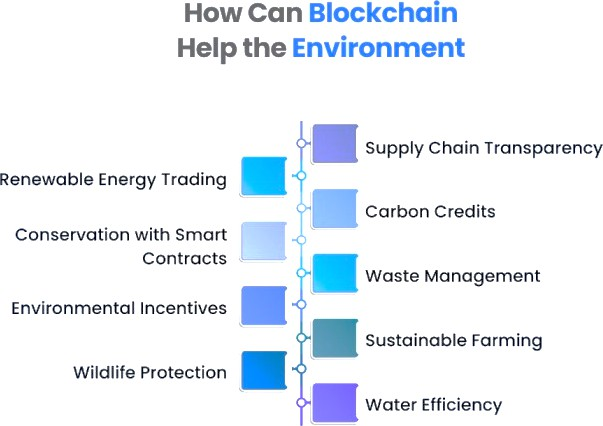 How Can Blockchain
Help the Environment
Supply Chain Transparency
Renewable Energy Trading
Carbon Credits
Conservation with Smart
Contracts
Waste Management
Environmental Incentives
Sustainable Farming
Wildlife Protection
Water Efficiency